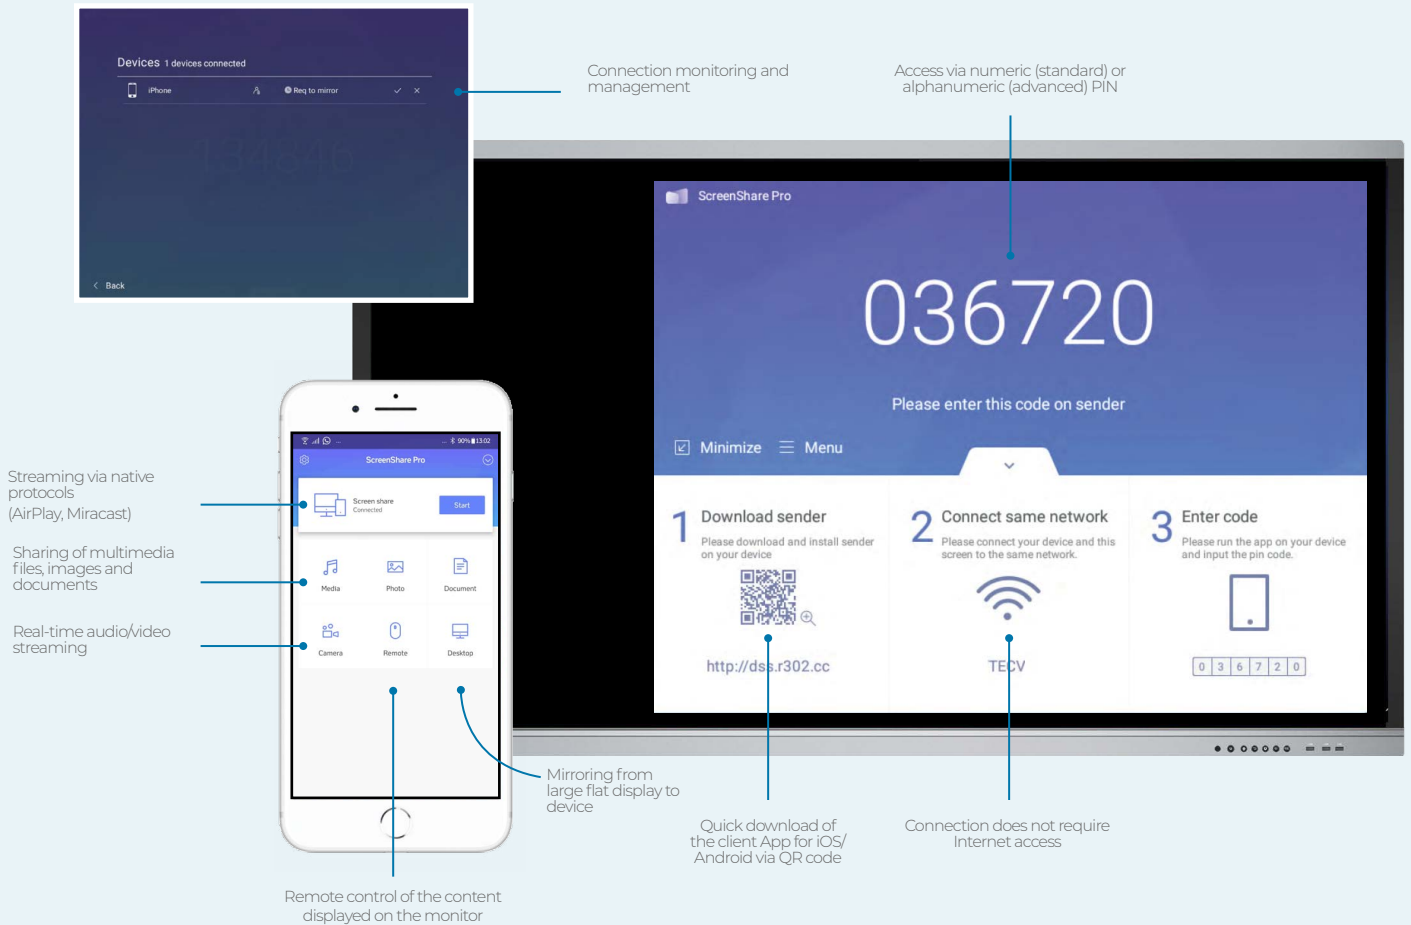 Devices 1 devices connected
iPhone
Req to mirror
134846
Back
Connection monitoring and
management
Access via numeric (standard) or
alphanumeric (advanced) PIN
ScreenShare Pro
036720
Please enter this code on sender
Minimize
Menu
1 Download sender
Please download and install sender
on your device
http://dss.r302.cc
2 Connect same network
Please connect your device and this
screen to the same network.
TECV
3 Enter code
Please run the app on your device
and input the pin code.
0 3 6 7 2 0
... 90% 13:02
ScreenShare Pro
Screen share
Connected
Start
Media
Photo
Document
Camera
Remote
Desktop
Streaming via native
protocols
(AirPlay, Miracast)
Sharing of multimedia
files, images and
documents
Real-time audio/video
streaming
Mirroring from
large flat display to
device
Remote control of the content
displayed on the monitor
Quick download of
the client App for iOS/
Android via QR code
Connection does not require
Internet access